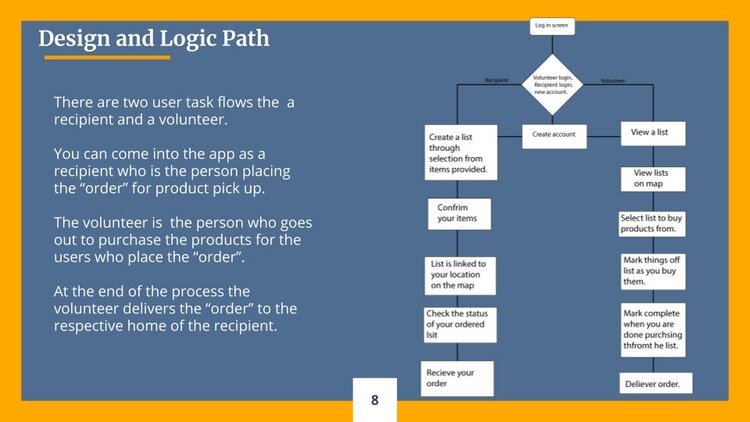 Design and Logic Path
There are two user task flows the  a
recipient and a volunteer.
You can come into the app as a
recipient who is the person placing
the “order” for product pick up.
The volunteer is  the person who goes
out to purchase the products for the
users who place the “order”.
At the end of the process the
volunteer delivers the “order” to the
respective home of the recipient.
Log in screen
Recipient
Volunteer login,
Recipient login,
new account.
Volunteer
Create a list
through
selection from
items provided.
Create account
View a list
Confrim
your items
View lists
on map
Select list to buy
products from.
List is linked to
your location
on the map
Mark things off
list as you buy
them.
Check the status
of your ordered
lsit
Mark complete
when you are
done purchsing
thfromt he list.
Recieve your
order
Deliever order.
8